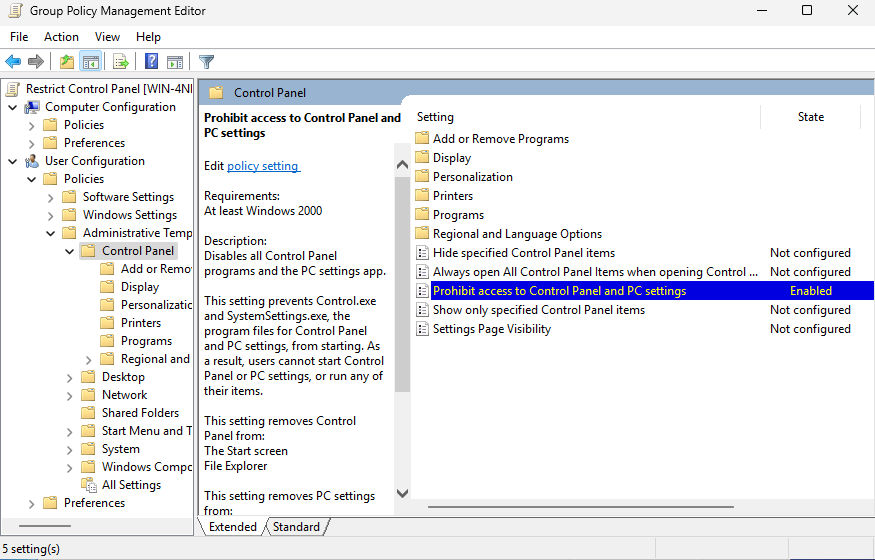 Group Policy Management Editor
File Action View Help
Restrict Control Panel [WIN-4NI
Computer Configuration
Policies
Preferences
User Configuration
Policies
Software Settings
Windows Settings
Administrative Temp
Control Panel
Add or Remo
Display
Personalizatio
Printers
Programs
Regional and
Desktop
Network
Shared Folders
Start Menu and T
System
Windows Compo
All Settings
Preferences
Control Panel
Prohibit access to Control Panel and
PC settings
Edit policy setting
Requirements:
At least Windows 2000
Description:
Disables all Control Panel
programs and the PC settings app.
This setting prevents Control.exe
and SystemSettings.exe, the
program files for Control Panel
and PC settings, from starting. As
a result, users cannot start Control
Panel or PC settings, or run any of
their items.
This setting removes Control
Panel from:
The Start screen
File Explorer
This setting removes PC settings
from:
Setting State
Add or Remove Programs
Display
Personalization
Printers
Programs
Regional and Language Options
Hide specified Control Panel items Not configured
Always open All Control Panel Items when opening Control ... Not configured
Prohibit access to Control Panel and PC settings Enabled
Show only specified Control Panel items Not configured
Settings Page Visibility Not configured
Extended Standard
5 setting(s)